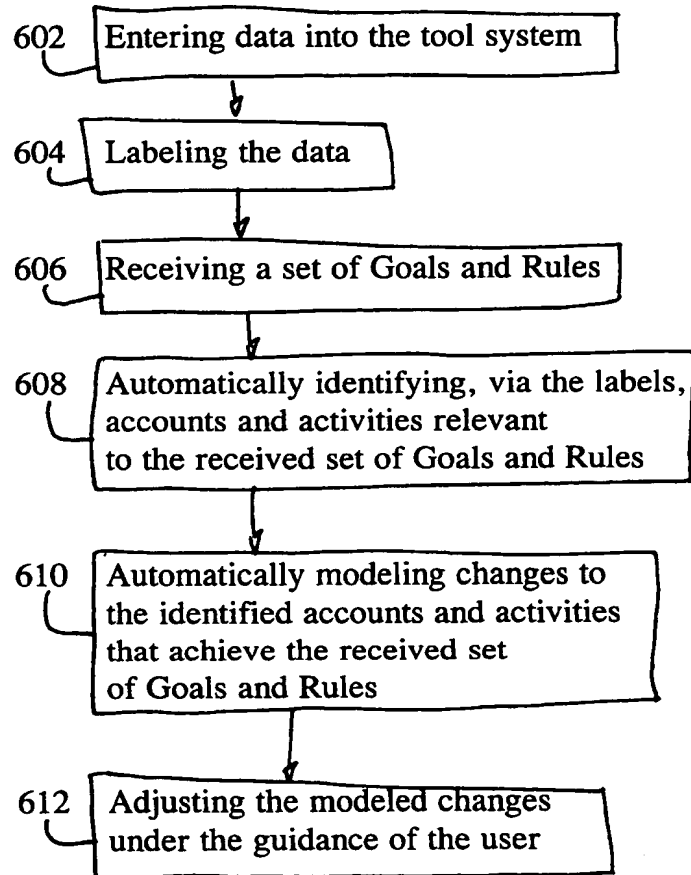 602 Entering data into the tool system
604 Labeling the data
606 Receiving a set of Goals and Rules
608 Automatically identifying, via the labels,
accounts and activities relevant
to the received set of Goals and Rules
610 Automatically modeling changes to
the identified accounts and activities
that achieve the received set
of Goals and Rules
612 Adjusting the modeled changes
under the guidance of the user